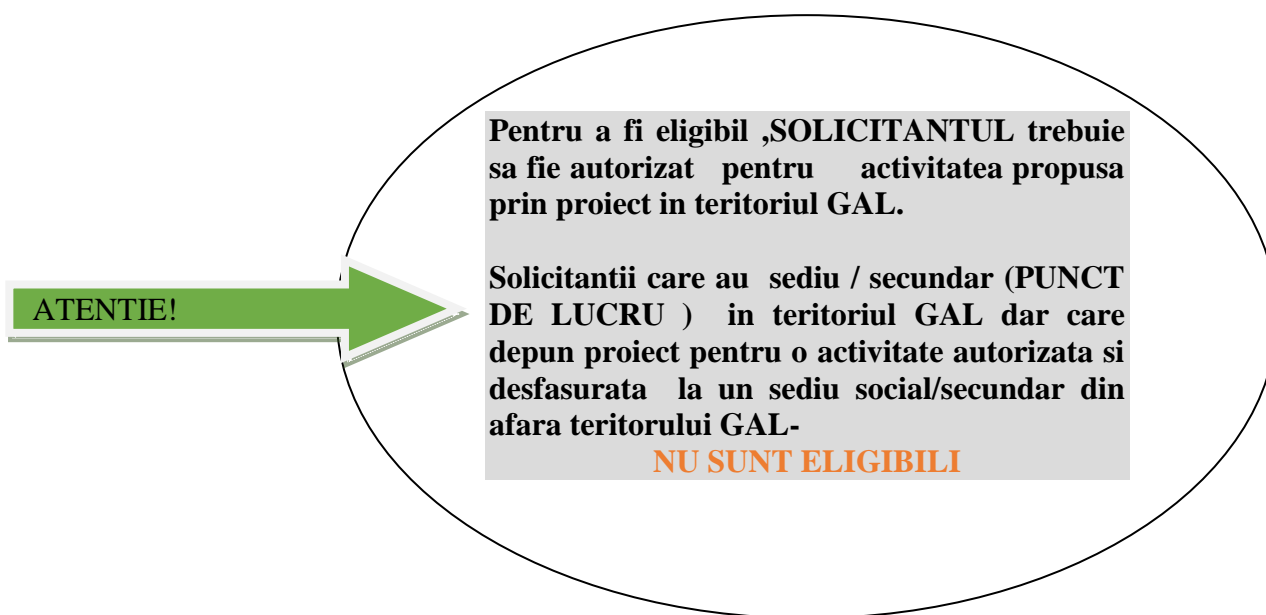 Pentru a fi eligibil ,SOLICITANTUL trebuie
sa fie autorizat pentru activitatea propusa
prin proiect in teritoriul GAL.
Solicitantii care au sediu / secundar (PUNCT
DE LUCRU ) in teritoriul GAL dar care
depun proiect pentru o activitate autorizata si
desfasurata la un sediu social/secundar din
afara teritorului GAL-
NU SUNT ELIGIBILI
ATENTIE!